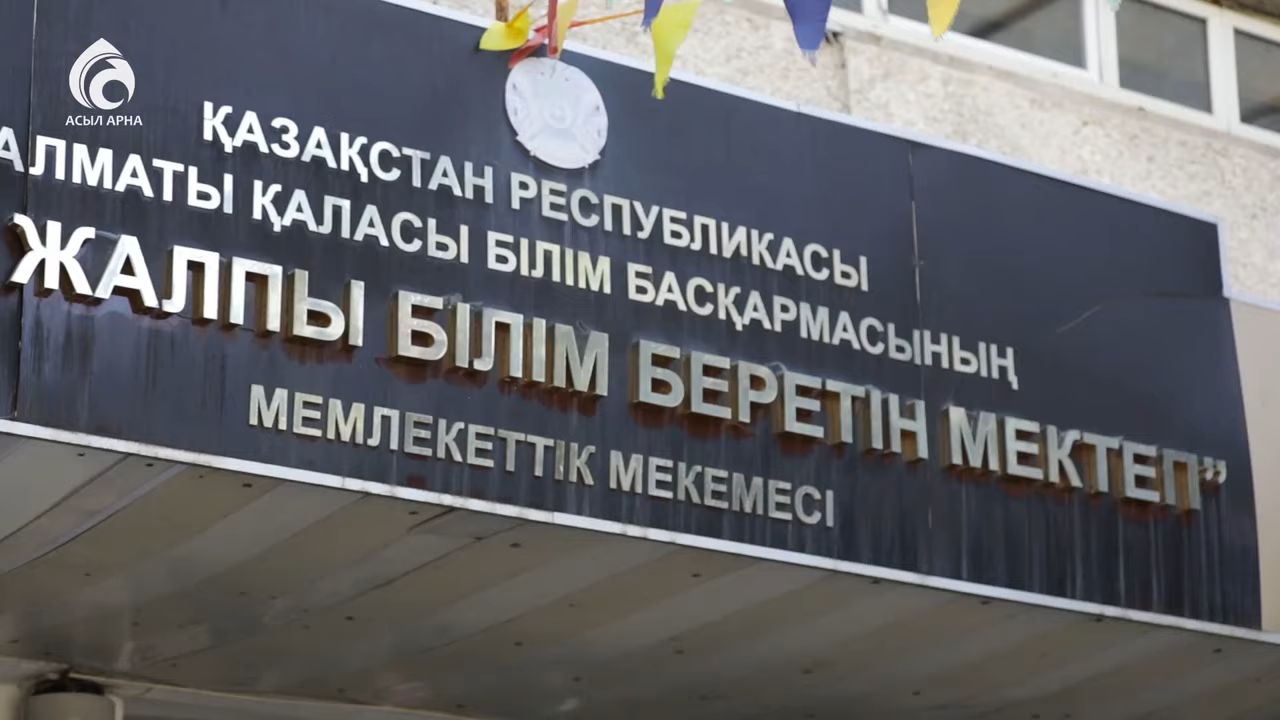 АСЫЛ АРНА
ҚАЗАҚСТАН РЕСПУБЛИКАСЫ
АЛМАТЫ ҚАЛАСЫ БІЛІМ БАСҚАРМАСЫНЫҢ
ЖАЛПЫ БІЛІМ БЕРЕТІН МЕКТЕП”
МЕМЛЕКЕТТІК МЕКЕМЕСІ